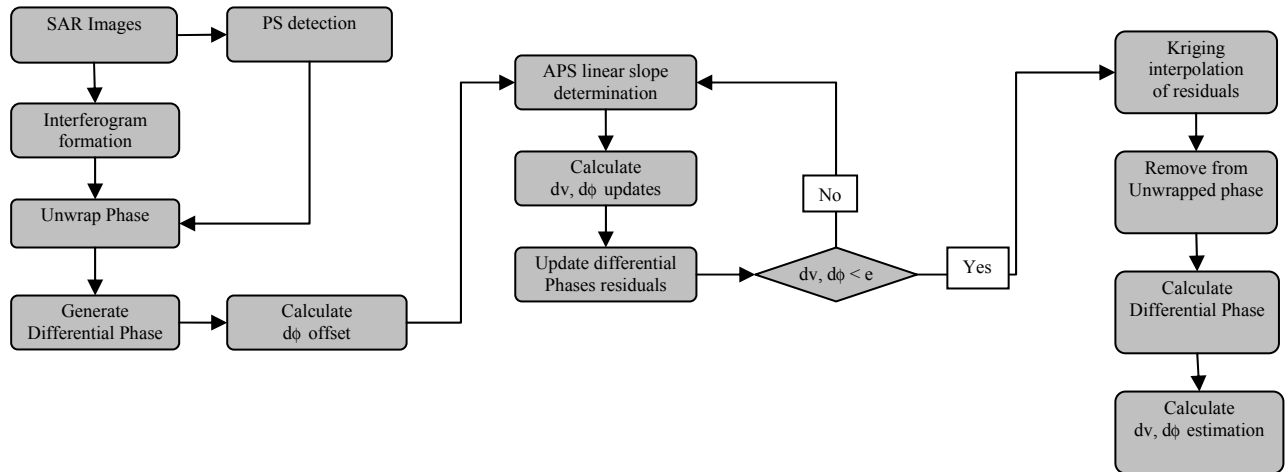 SAR Images
PS detection
Interferogram
formation
Unwrap Phase
Generate
Differential Phase
Calculate
dϕ offset
APS linear slope
determination
Calculate
dv, dϕ updates
Update differential
Phases residuals
dv, dϕ < e
No
Yes
Kriging
interpolation
of residuals
Remove from
Unwrapped phase
Calculate
Differential Phase
Calculate
dv, dϕ estimation